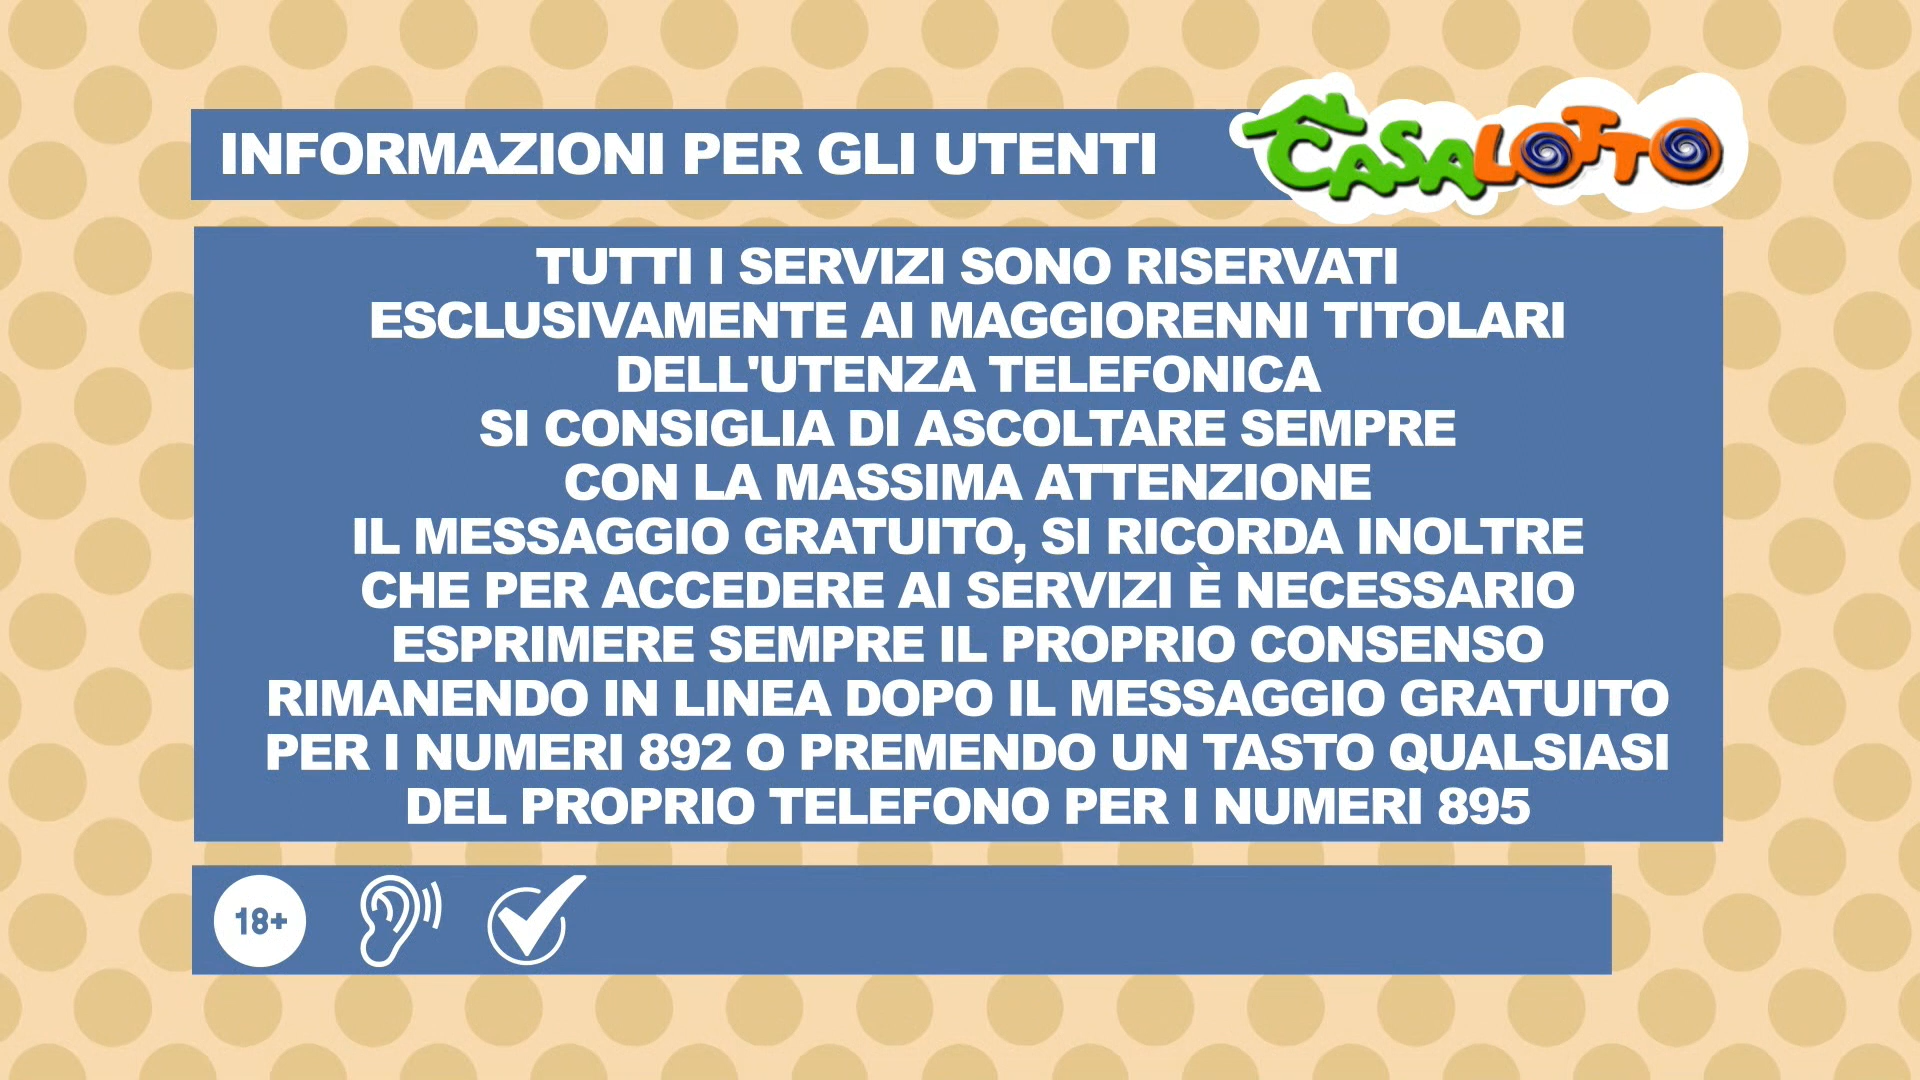 INFORMAZIONI PER GLI UTENTI
CASALOTTO
TUTTI I SERVIZI SONO RISERVATI
ESCLUSIVAMENTE AI MAGGIORENNI TITOLARI
DELL'UTENZA TELEFONICA
SI CONSIGLIA DI ASCOLTARE SEMPRE
CON LA MASSIMA ATTENZIONE
IL MESSAGGIO GRATUITO, SI RICORDA INOLTRE
CHE PER ACCEDERE AI SERVIZI È NECESSARIO
ESPRIMERE SEMPRE IL PROPRIO CONSENSO
RIMANENDO IN LINEA DOPO IL MESSAGGIO GRATUITO
PER I NUMERI 892 O PREMENDO UN TASTO QUALSIASI
DEL PROPRIO TELEFONO PER I NUMERI 895
18+